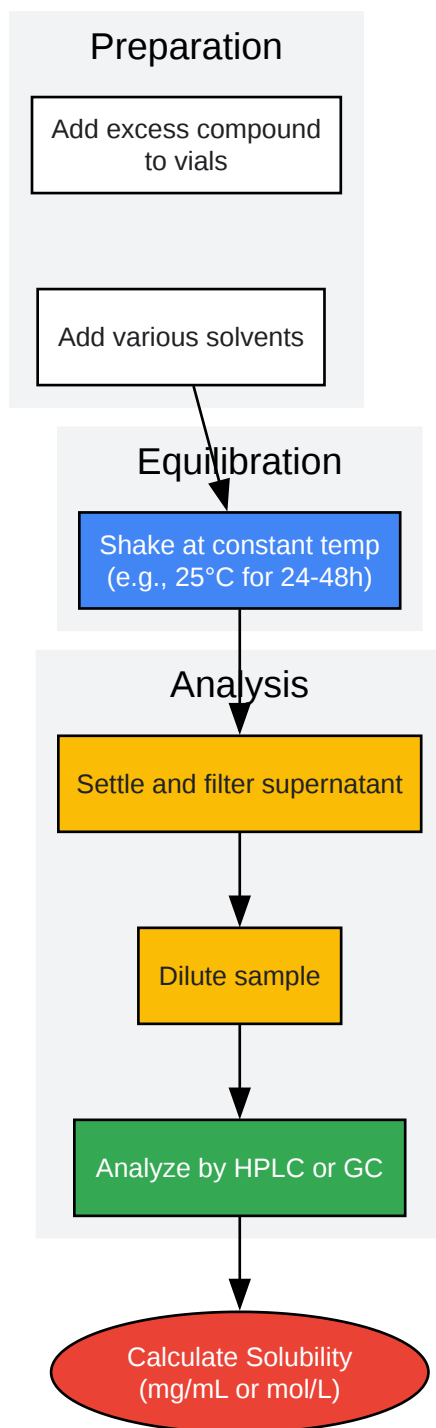 Preparation
Add excess compound
to vials
Add various solvents
Equilibration
Shake at constant temp
(e.g., 25°C for 24-48h)
Analysis
Settle and filter supernatant
Dilute sample
Analyze by HPLC or GC
Calculate Solubility
(mg/mL or mol/L)